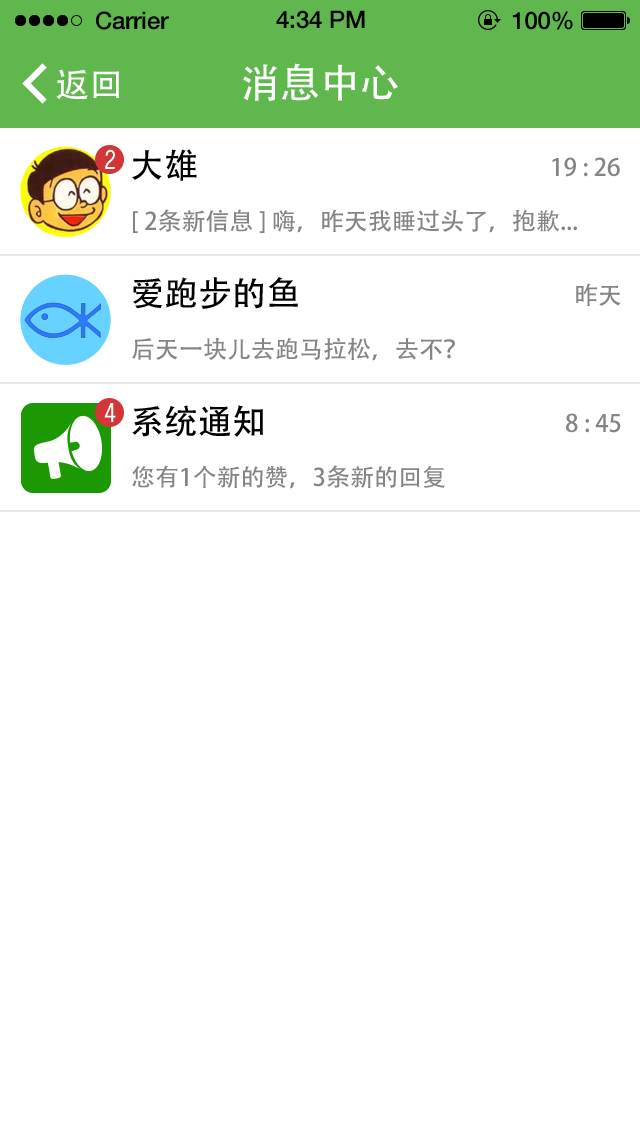 Carrier 4:34 PM 100%
返回 消息中心
2 大雄 19:26
[2条新信息]嗨，昨天我睡过头了，抱歉...
爱跑步的鱼 昨天
后天一块儿去跑马拉松，去不？
4 系统通知 8:45
您有1个新的赞，3条新的回复